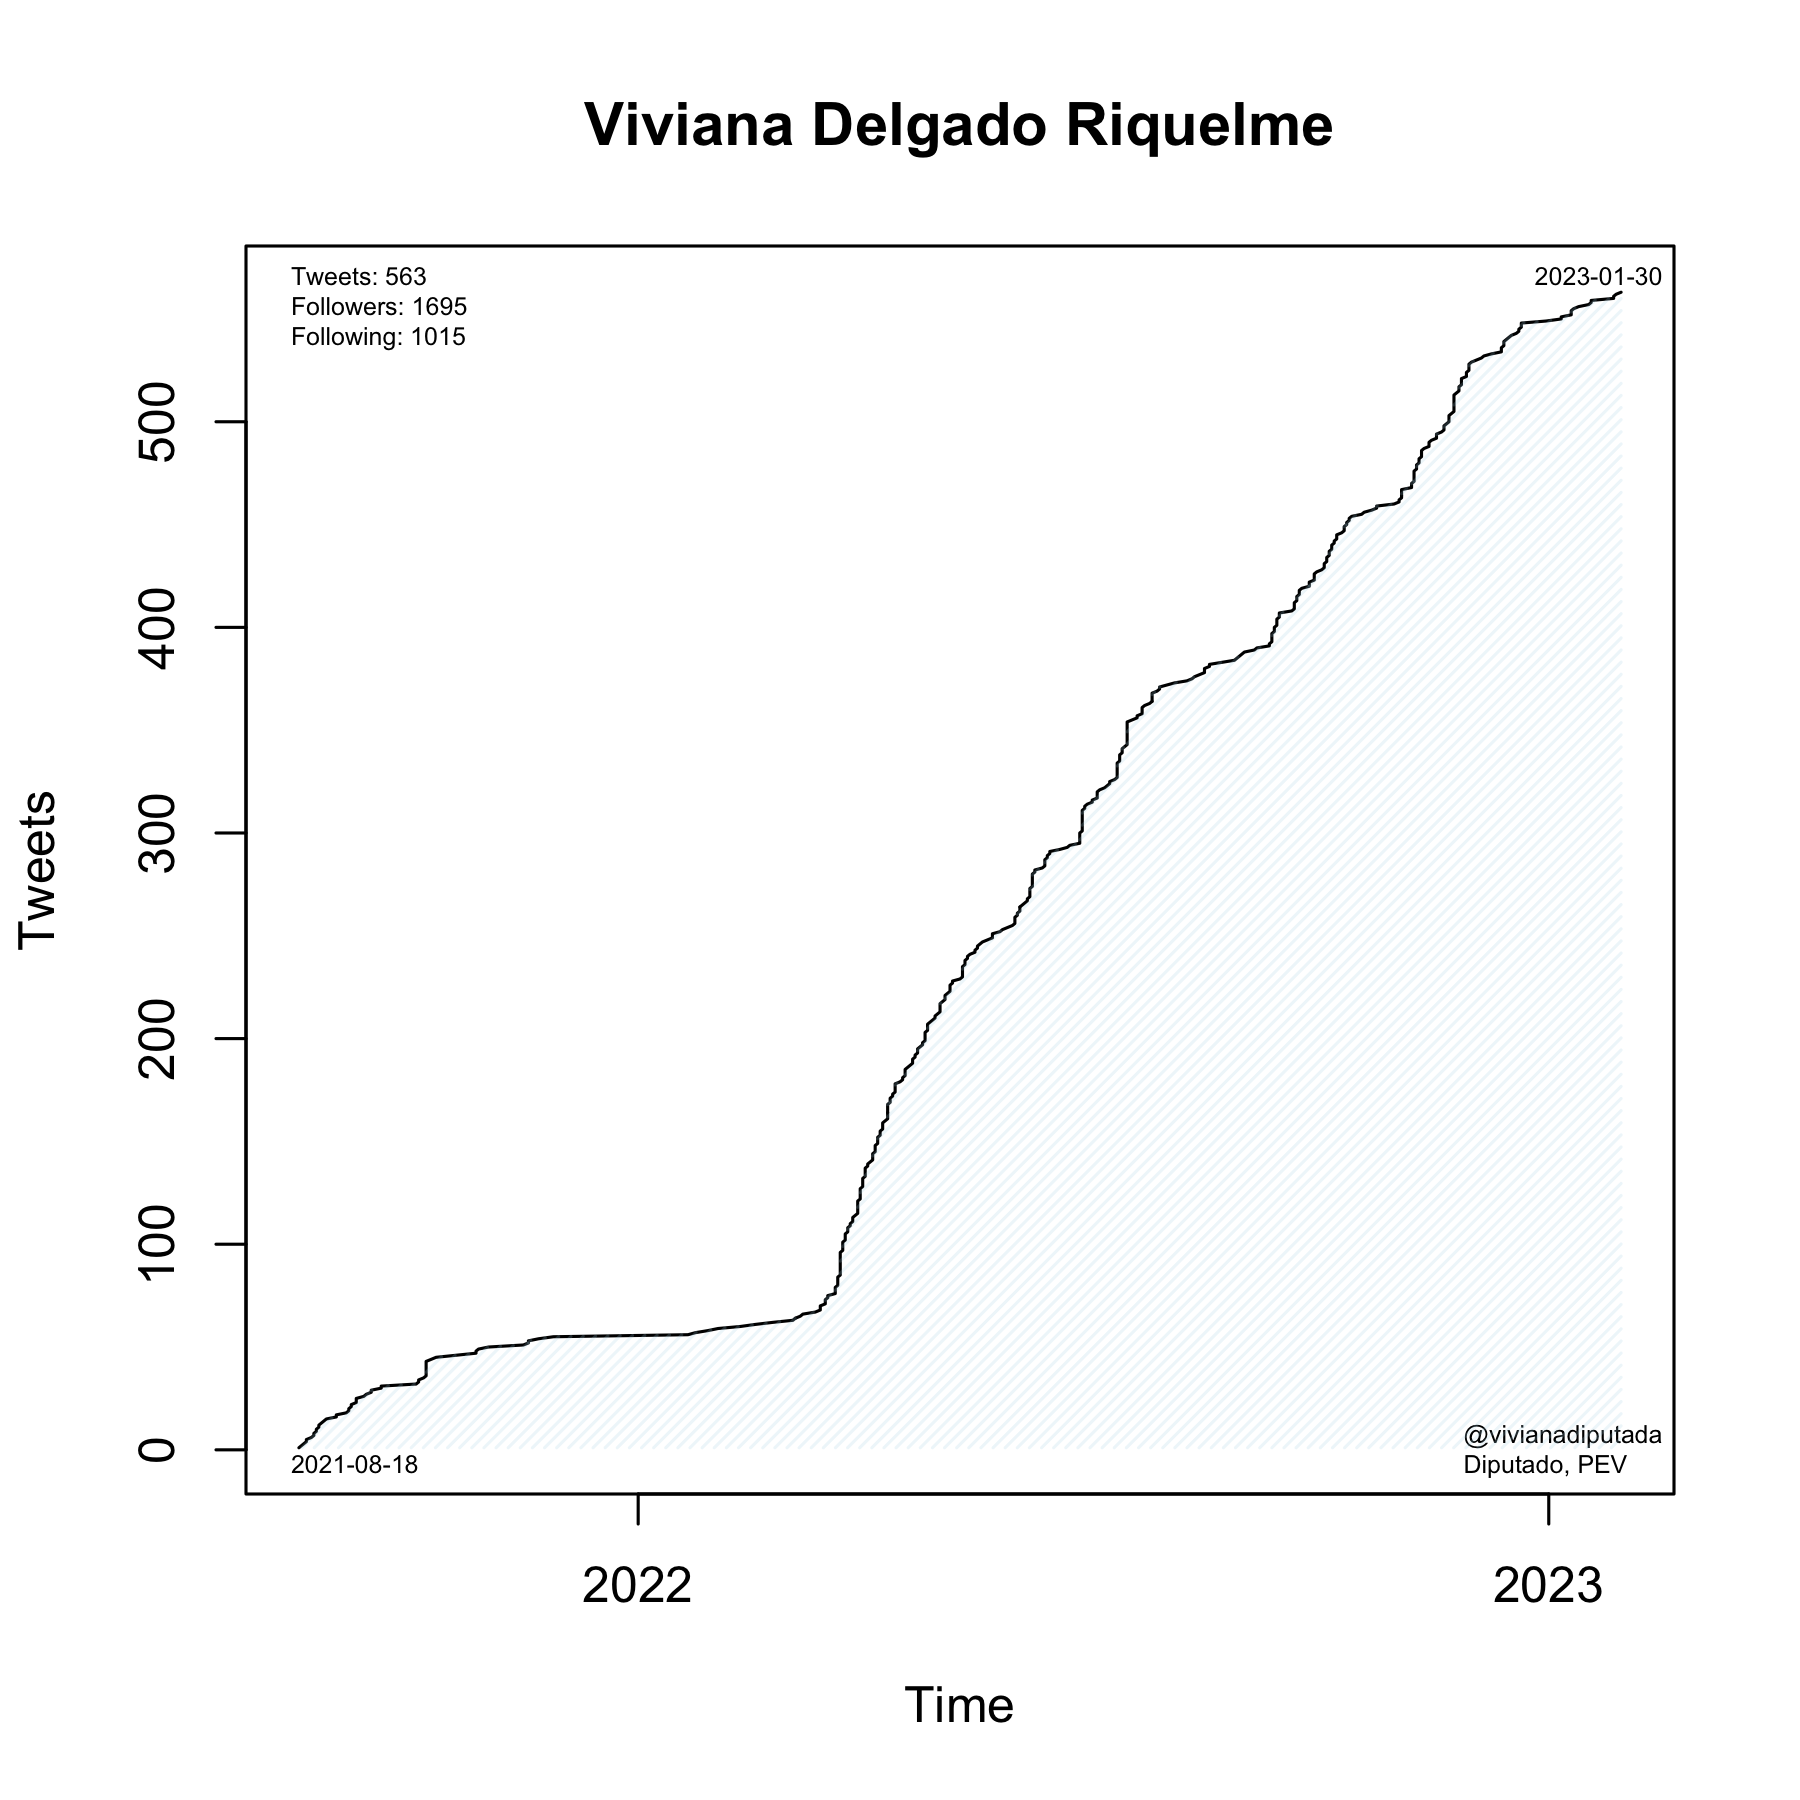 Viviana Delgado Riquelme
Tweets: 563
Followers: 1695
Following: 1015
2023-01-30
500
400
300
200
100
0
Tweets
2021-08-18
@vivianadiputada
Diputado, PEV
2022
2023
Time